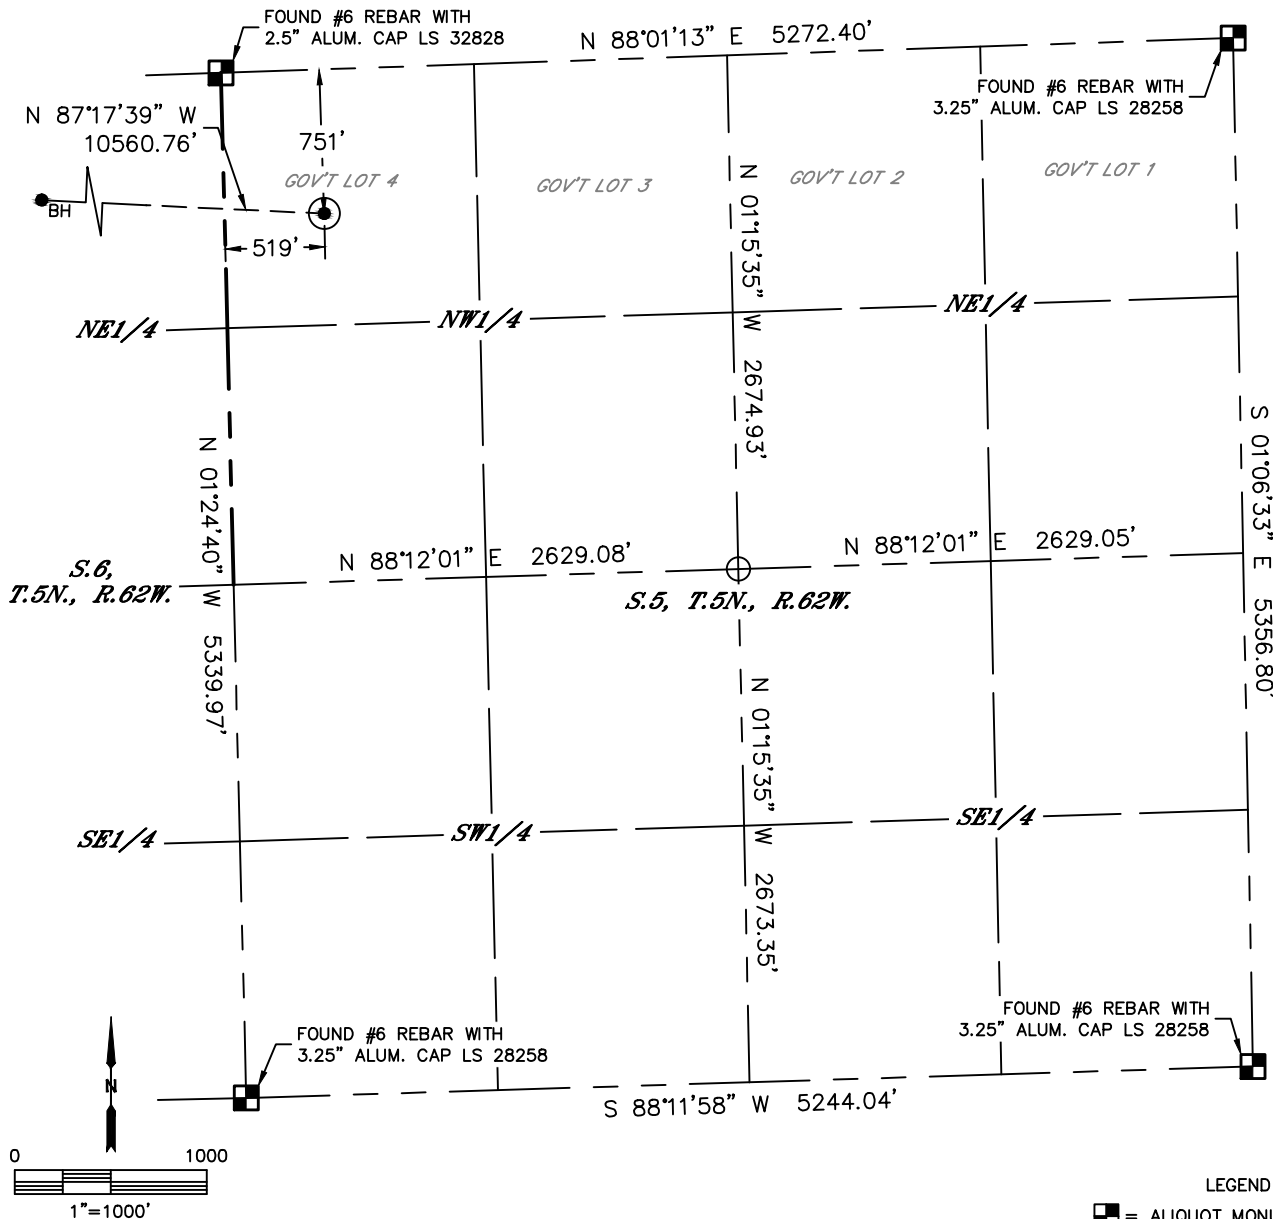 FOUND #6 REBAR WITH
2.5" ALUM. CAP LS 32828
N 88°01'13" E 5272.40'
FOUND #6 REBAR WITH
3.25" ALUM. CAP LS 28258
N 87°17'39" W
10560.76'
751'
GOV'T LOT 4
GOV'T LOT 3
GOV'T LOT 2
GOV'T LOT 1
BH
519'
N 01°15'35" W 2674.93'
NE1/4
NW1/4
NE1/4
N 01°24'40" W 5339.97'
S 01°06'33" E 5356.80'
N 88°12'01" E 2629.08'
N 88°12'01" E 2629.05'
S.6,
T.5N., R.62W.
S.5, T.5N., R.62W.
N 01°15'35" W 2673.35'
SE1/4
SW1/4
SE1/4
FOUND #6 REBAR WITH
3.25" ALUM. CAP LS 28258
FOUND #6 REBAR WITH
3.25" ALUM. CAP LS 28258
N
S 88°11'58" W 5244.04'
0 1000
1"=1000'
LEGEND
= ALIQUOT